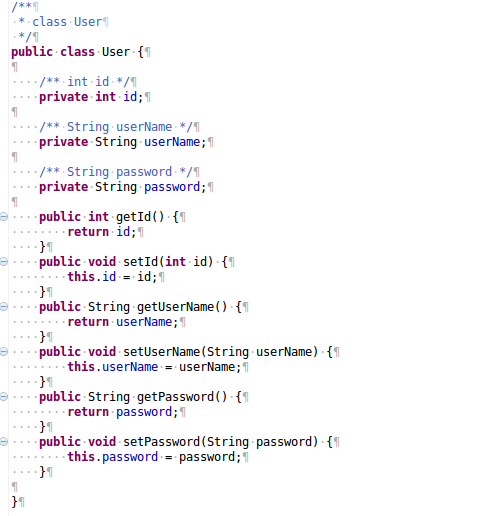 /**
 * class User
 */
public class User {

    /** int id */
    private int id;

    /** String userName */
    private String userName;

    /** String password */
    private String password;

    public int getId() {
        return id;
    }
    public void setId(int id) {
        this.id = id;
    }
    public String getUserName() {
        return userName;
    }
    public void setUserName(String userName) {
        this.userName = userName;
    }
    public String getPassword() {
        return password;
    }
    public void setPassword(String password) {
        this.password = password;
    }

}